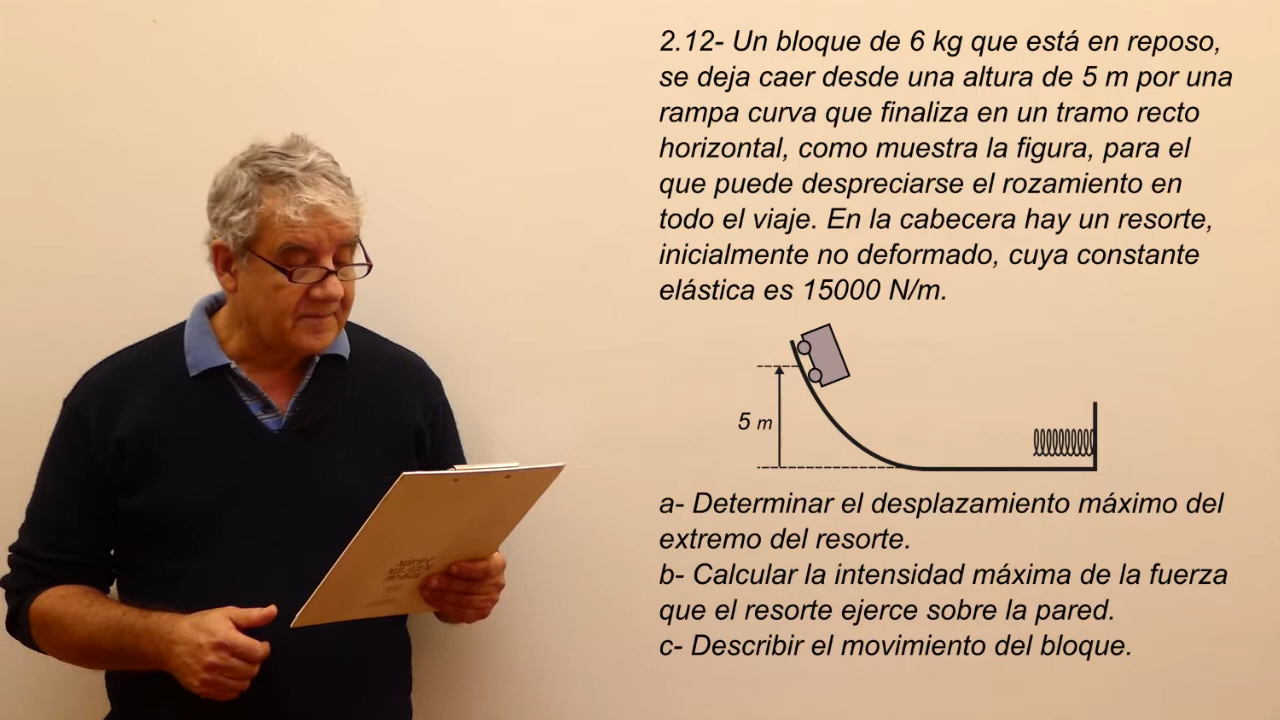 2.12- Un bloque de 6 kg que está en reposo,
se deja caer desde una altura de 5 m por una
rampa curva que finaliza en un tramo recto
horizontal, como muestra la figura, para el
que puede despreciarse el rozamiento en
todo el viaje. En la cabecera hay un resorte,
inicialmente no deformado, cuya constante
elástica es 15000 N/m.
5 m
a- Determinar el desplazamiento máximo del
extremo del resorte.
b- Calcular la intensidad máxima de la fuerza
que el resorte ejerce sobre la pared.
c- Describir el movimiento del bloque.